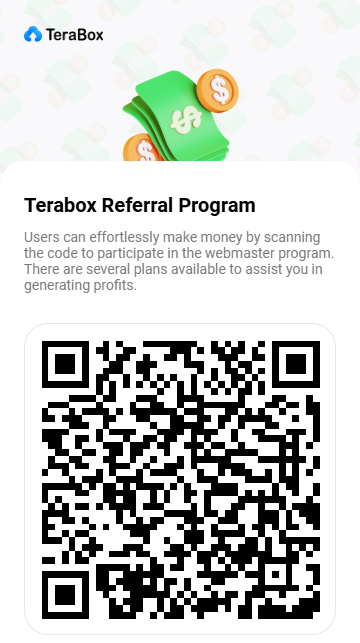 TeraBox
Terabox Referral Program
Users can effortlessly make money by scanning
the code to participate in the webmaster program.
There are several plans available to assist you in
generating profits.